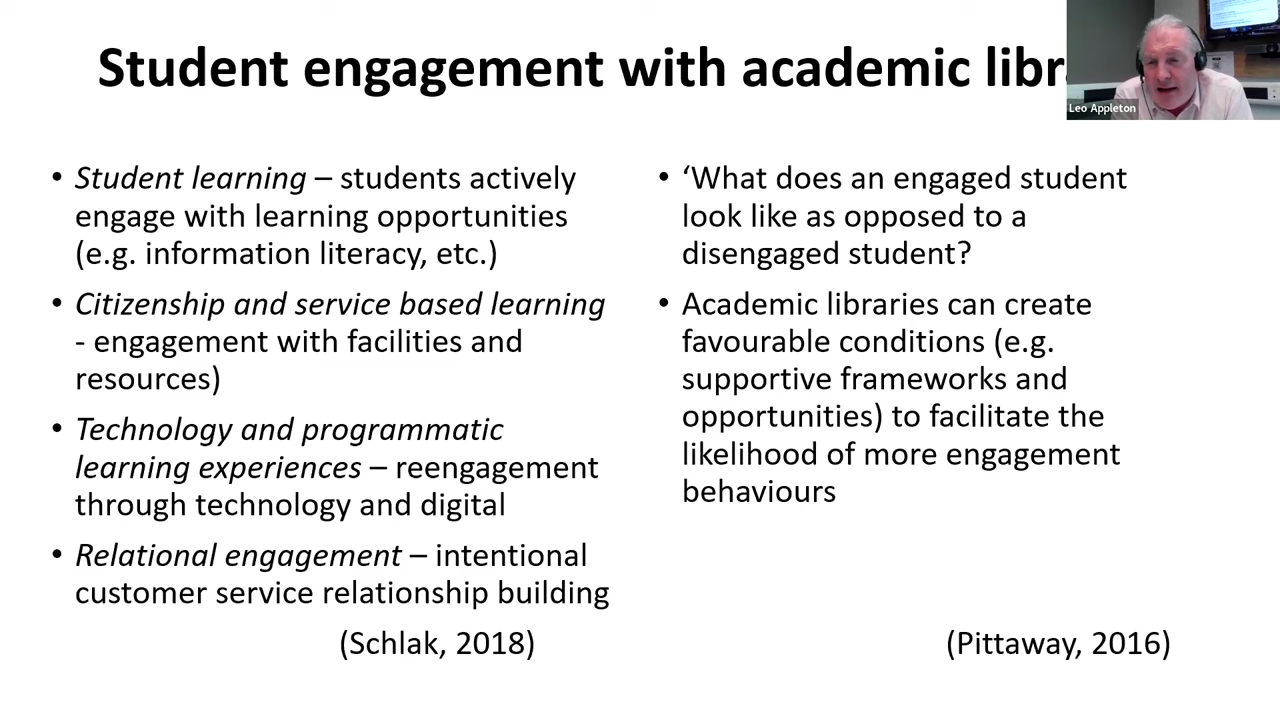 Student engagement with academic libr
Leo Appleton
• Student learning – students actively
engage with learning opportunities
(e.g. information literacy, etc.)
• Citizenship and service based learning
- engagement with facilities and
resources)
• Technology and programmatic
learning experiences – reengagement
through technology and digital
• Relational engagement – intentional
customer service relationship building
(Schlak, 2018)
• ‘What does an engaged student
look like as opposed to a
disengaged student?
• Academic libraries can create
favourable conditions (e.g.
supportive frameworks and
opportunities) to facilitate the
likelihood of more engagement
behaviours
(Pittaway, 2016)